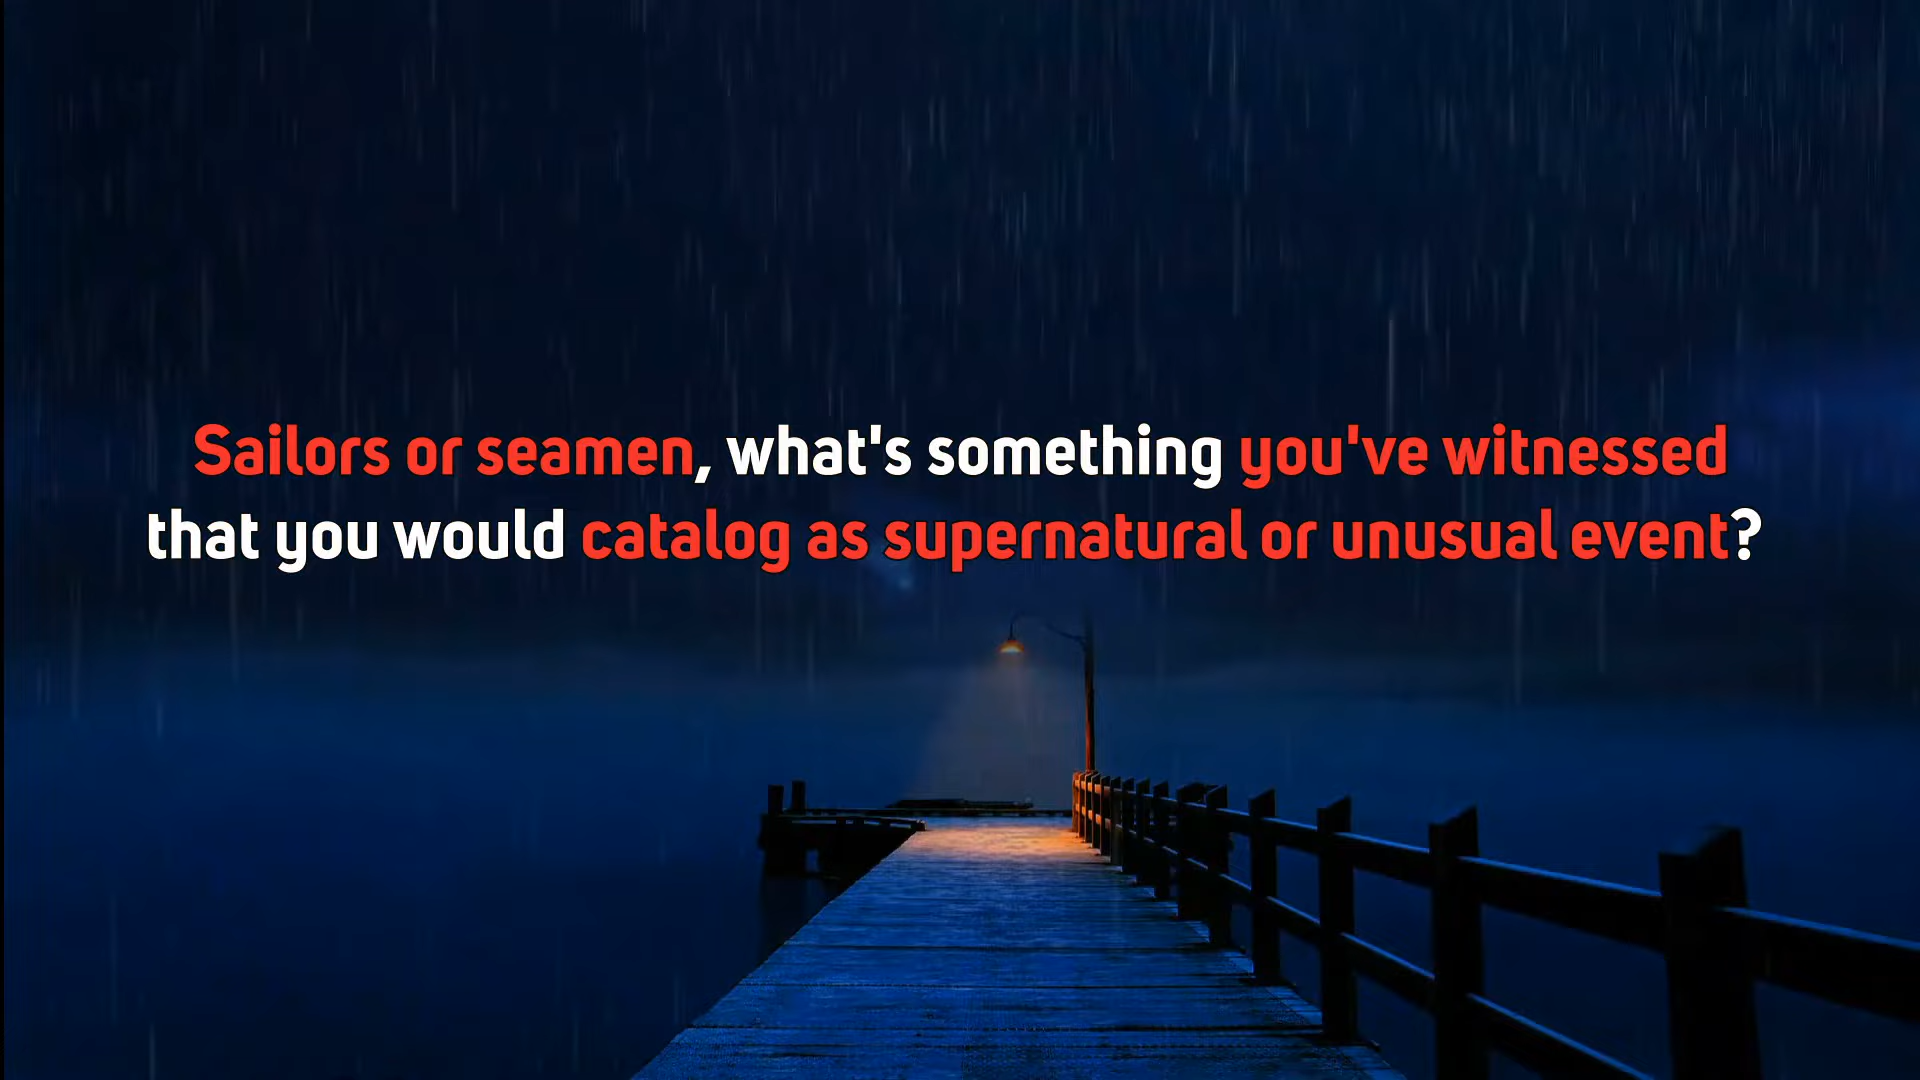 Sailors or seamen, what's something you've witnessed
that you would catalog as supernatural or unusual event?